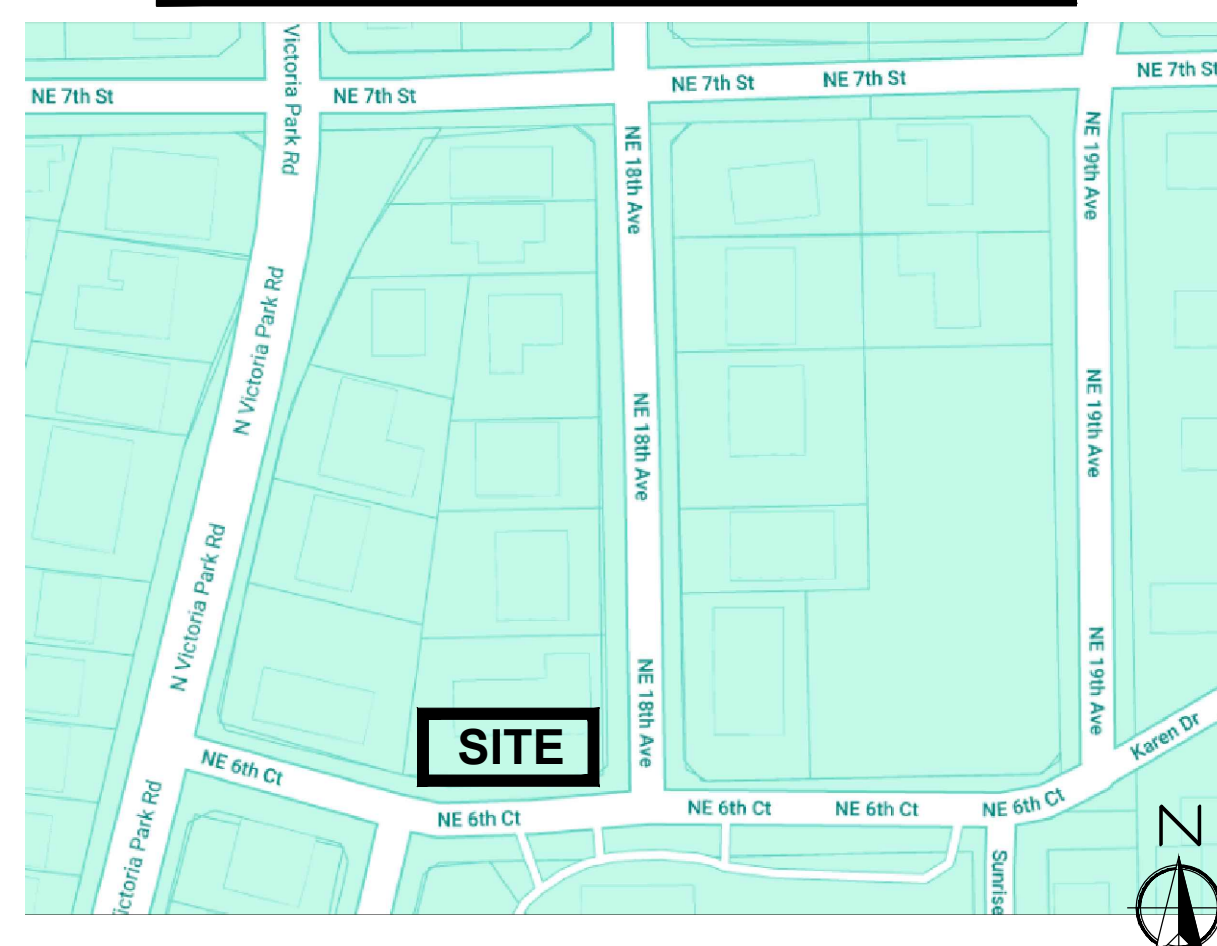 Victoria Park Rd
NE 7th St
NE 7th St
NE 7th St
NE 7th St
NE 7th St
NE 18th Ave
NE 19th Ave
N Victoria Park Rd
NE 18th Ave
NE 19th Ave
N Victoria Park Rd
NE 18th Ave
NE 19th Ave
SITE
Karen Dr
NE 6th Ct
NE 6th Ct
NE 6th Ct
NE 6th Ct
NE 6th Ct
ictoria Park Rd
Sunrise
N